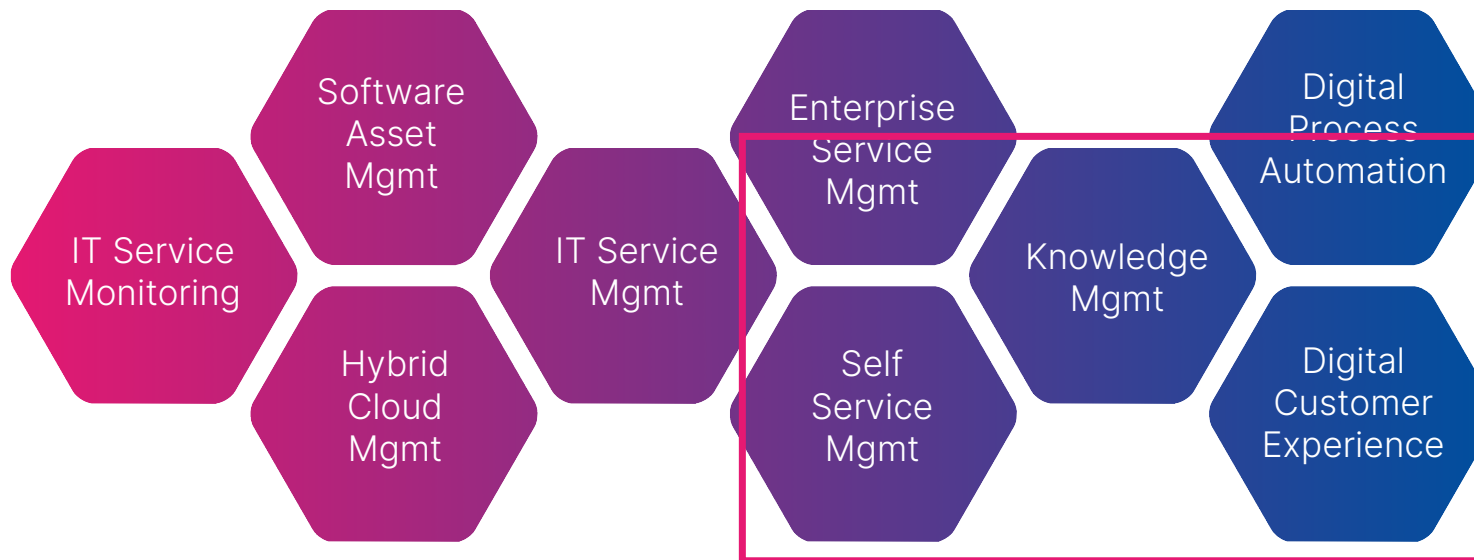 IT Service
Monitoring
Software
Asset
Mgmt
Hybrid
Cloud
Mgmt
IT Service
Mgmt
Enterprise
Service
Mgmt
Self
Service
Mgmt
Knowledge
Mgmt
Digital
Process
Automation
Digital
Customer
Experience